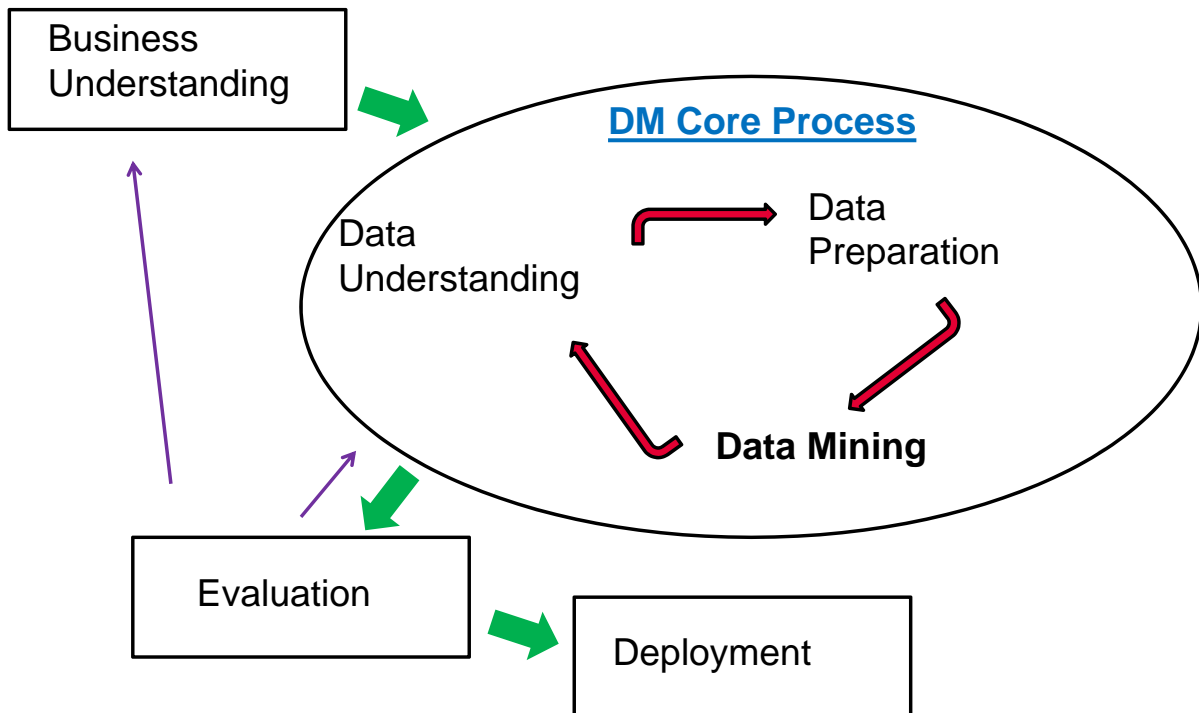 Business
Understanding
DM Core Process
Data
Understanding
Data
Preparation
Data Mining
Evaluation
Deployment